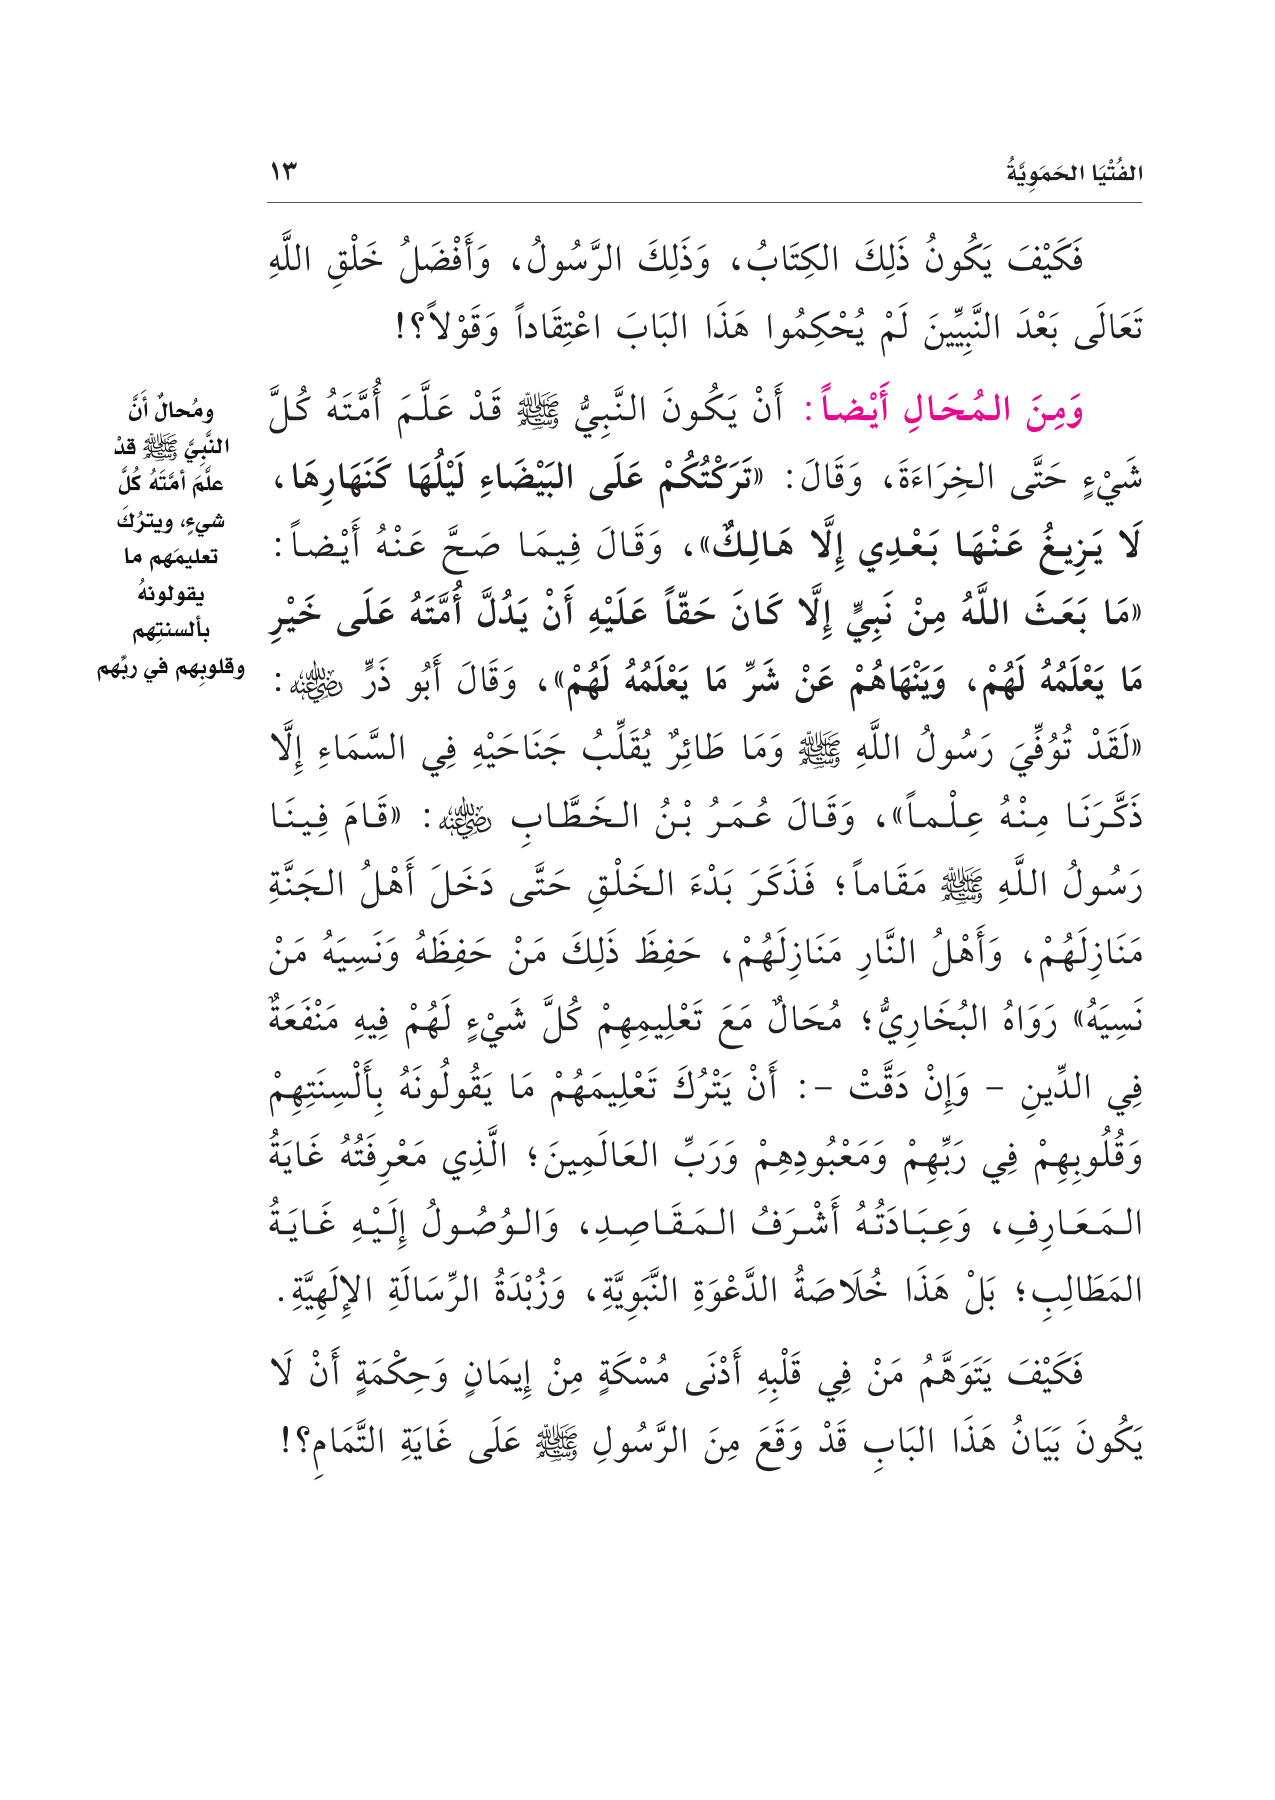 الفُتْيَا الحَمَوِيَّةُ
١٣
فَكَيْفَ يَكُونُ ذَلِكَ الكِتَابُ، وَذَلِكَ الرَّسُولُ، وَأَفْضَلُ خَلْقِ اللَّهِ
تَعَالَى بَعْدَ النَّبِيِّينَ لَمْ يُحْكِمُوا هَذَا البَابَ اعْتِقَاداً وَقَوْلاً؟!
وَمِنَ المُحَالِ أَيْضاً: أَنْ يَكُونَ النَّبِيُّ ﷺ قَدْ عَلَّمَ أُمَّتَهُ كُلَّ
شَيْءٍ حَتَّى الخِرَاءَةَ، وَقَالَ: «تَرَكْتُكُمْ عَلَى البَيْضَاءِ لَيْلُهَا كَنَهَارِهَا،
لَا يَزِيغُ عَنْهَا بَعْدِي إِلَّا هَالِكٌ»، وَقَالَ فِيمَا صَحَّ عَنْهُ أَيْضاً:
«مَا بَعَثَ اللَّهُ مِنْ نَبِيٍّ إِلَّا كَانَ حَقّاً عَلَيْهِ أَنْ يَدُلَّ أُمَّتَهُ عَلَى خَيْرِ
مَا يَعْلَمُهُ لَهُمْ، وَيَنْهَاهُمْ عَنْ شَرِّ مَا يَعْلَمُهُ لَهُمْ»، وَقَالَ أَبُو ذَرٍّ رضي الله عنه:
«لَقَدْ تُوُفِّيَ رَسُولُ اللَّهِ ﷺ وَمَا طَائِرٌ يُقَلِّبُ جَنَاحَيْهِ فِي السَّمَاءِ إِلَّا
ذَكَّرَنَا مِنْهُ عِلْماً»، وَقَالَ عُمَرُ بْنُ الخَطَّابِ رضي الله عنه: «قَامَ فِينَا
رَسُولُ اللَّهِ ﷺ مَقَاماً؛ فَذَكَرَ بَدْءَ الخَلْقِ حَتَّى دَخَلَ أَهْلُ الجَنَّةِ
مَنَازِلَهُمْ، وَأَهْلُ النَّارِ مَنَازِلَهُمْ، حَفِظَ ذَلِكَ مَنْ حَفِظَهُ وَنَسِيَهُ مَنْ
نَسِيَهُ» رَوَاهُ البُخَارِيُّ؛ مُحَالٌ مَعَ تَعْلِيمِهِمْ كُلَّ شَيْءٍ لَهُمْ فِيهِ مَنْفَعَةٌ
فِي الدِّينِ - وَإِنْ دَقَّتْ -: أَنْ يَتْرُكَ تَعْلِيمَهُمْ مَا يَقُولُونَهُ بِأَلْسِنَتِهِمْ
وَقُلُوبِهِمْ فِي رَبِّهِمْ وَمَعْبُودِهِمْ وَرَبِّ العَالَمِينَ؛ الَّذِي مَعْرِفَتُهُ غَايَةُ
المَعَارِفِ، وَعِبَادَتُهُ أَشْرَفُ المَقَاصِدِ، وَالوُصُولُ إِلَيْهِ غَايَةُ
المَطَالِبِ؛ بَلْ هَذَا خُلَاصَةُ الدَّعْوَةِ النَّبَوِيَّةِ، وَزُبْدَةُ الرِّسَالَةِ الإِلَهِيَّةِ.
فَكَيْفَ يَتَوَهَّمُ مَنْ فِي قَلْبِهِ أَدْنَى مُسْكَةٍ مِنْ إِيمَانٍ وَحِكْمَةٍ أَنْ لَا
يَكُونَ بَيَانُ هَذَا البَابِ قَدْ وَقَعَ مِنَ الرَّسُولِ ﷺ عَلَى غَايَةِ التَّمَامِ؟!
ومُحالٌ أَنَّ
النَّبِيَّ ﷺ قدْ
علَّمَ أمَّتَهُ كُلَّ
شيءٍ، ويترُكَ
تعليمَهم ما
يقولونهُ
بألسنتِهم
وقلوبِهم في ربِّهم